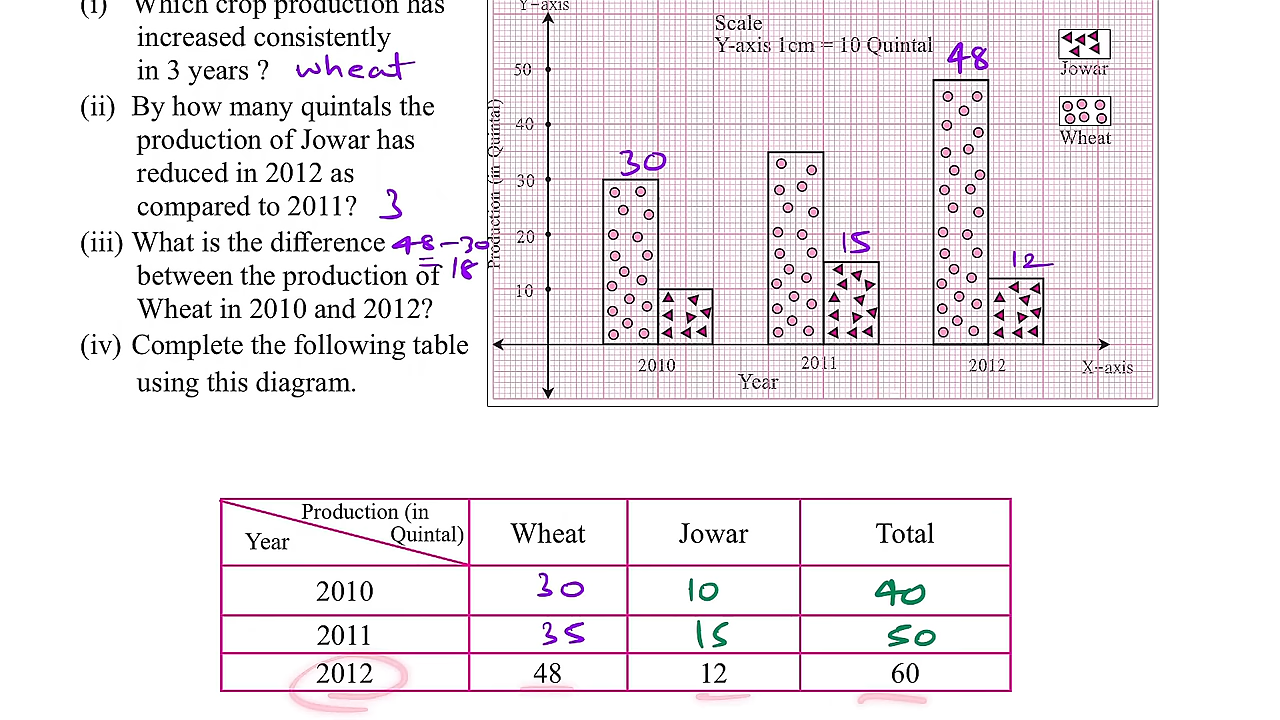 (i) Which crop production has
increased consistently
in 3 years ? wheat
(ii) By how many quintals the
production of Jowar has
reduced in 2012 as
compared to 2011? 3
(iii) What is the difference 48-30
between the production of = 18
Wheat in 2010 and 2012?
(iv) Complete the following table
using this diagram.
Y-axis
Scale
Y-axis 1cm = 10 Quintal
Jowar
Wheat
Production (in Quintal)
50
40
30
20
10
30
15
48
12
2010
2011
2012
Year
X-axis
Production (in Quintal)
Year
Wheat
Jowar
Total
2010 30 10 40
2011 35 15 50
2012 48 12 60